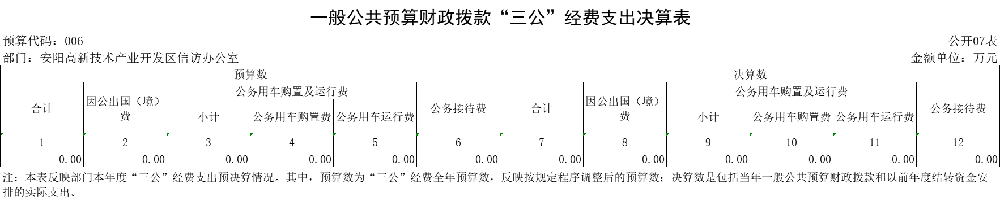 一般公共预算财政拨款“三公”经费支出决算表
预算代码：006 公开07表
部门：安阳高新技术产业开发区信访办公室 金额单位：万元
预算数 决算数
合计 因公出国（境）费 公务用车购置及运行费 公务接待费 合计 因公出国（境）费 公务用车购置及运行费 公务接待费
小计 公务用车购置费 公务用车运行费 小计 公务用车购置费 公务用车运行费
1 2 3 4 5 6 7 8 9 10 11 12
0.00 0.00 0.00 0.00 0.00 0.00 0.00 0.00 0.00 0.00 0.00 0.00
注：本表反映部门本年度“三公”经费支出预决算情况。其中，预算数为“三公”经费全年预算数，反映按规定程序调整后的预算数；决算数是包括当年一般公共预算财政拨款和以前年度结转资金安
排的实际支出。